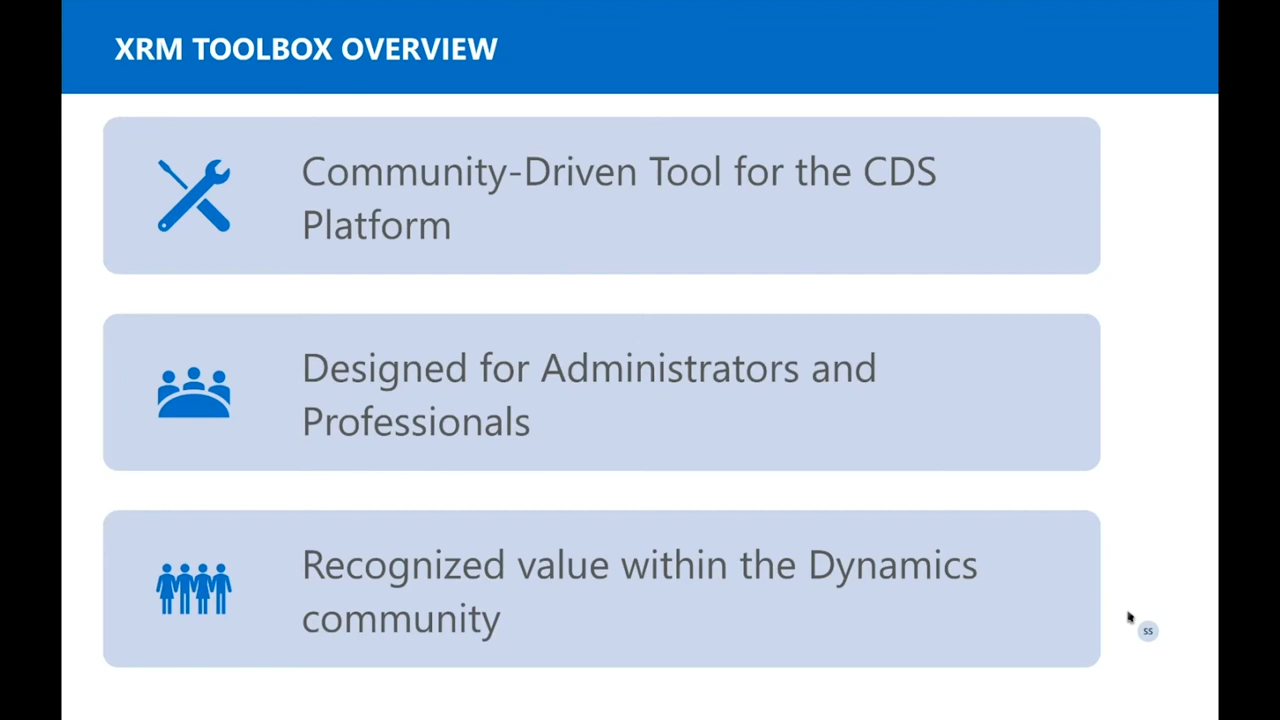 XRM TOOLBOX OVERVIEW
Community-Driven Tool for the CDS
Platform
Designed for Administrators and
Professionals
Recognized value within the Dynamics
community
SS